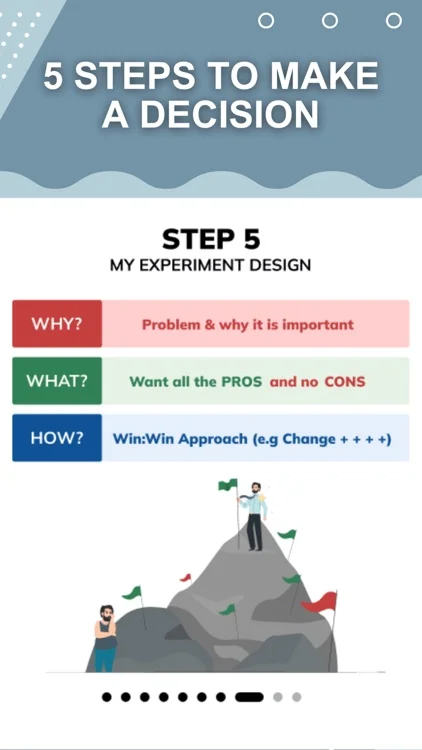 5 STEPS TO MAKE
A DECISION
STEP 5
MY EXPERIMENT DESIGN
WHY?
Problem & why it is important
WHAT?
Want all the PROS and no CONS
HOW?
Win:Win Approach (e.g Change + + + +)